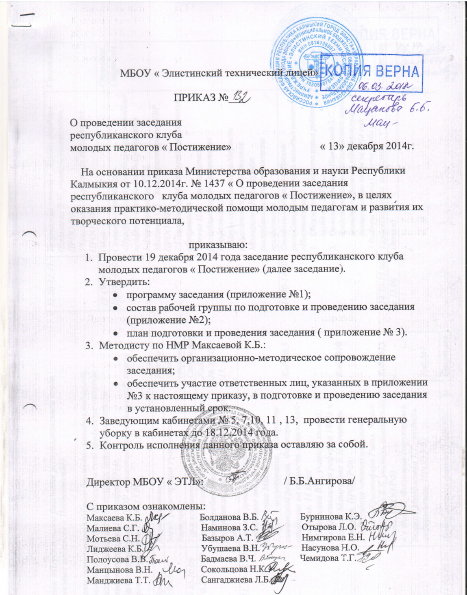 МБОУ « Элистинский технический лицей»
КОПИЯ ВЕРНА
секретарь
ПРИКАЗ №
О проведении заседания
республиканского клуба
молодых педагогов « Постижение» « 13» декабря 2014г.
На основании приказа Министерства образования и науки Республики
Калмыкия от 10.12.2014г. № 1437 « О проведении заседания
республиканского клуба молодых педагогов « Постижение», в целях
оказания практико-методической помощи молодым педагогам и развития их
творческого потенциала,
приказываю:
1. Провести 19 декабря 2014 года заседание республиканского клуба
молодых педагогов « Постижение» (далее заседание).
2. Утвердить:
• программу заседания (приложение №1);
• состав рабочей группы по подготовке и проведению заседания
(приложение №2);
• план подготовки и проведения заседания ( приложение № 3).
3. Методисту по НМР Максаевой К.Б.:
• обеспечить организационно-методическое сопровождение
заседания;
• обеспечить участие ответственных лиц, указанных в приложении
№3 к настоящему приказу, в подготовке и проведению заседания
в установленный срок.
4. Заведующим кабинетами № 5, 7,10, 11 , 13, провести генеральную
уборку в кабинетах до 18.12.2014 года.
5. Контроль исполнения данного приказа оставляю за собой.
Директор МБОУ « ЭТЛ»: / Б.Б.Ангирова/
С приказом ознакомлены:
Максаева К.Б. Болданова В.Б. Бурнинова К.Э.
Малиева С.Г. Наминова З.С. Отырова Л.О.
Мотьева С.Н. Базыров А.Т. Нимгирова Е.Н.
Лиджеева К.Б. Убушаева В.Н. Насунова Н.О.
Полоусова В.В. Бадмаева В.Ч. Чемидова Т.Г.
Манцынова В.Н. Сокольцова Н.К.
Манджиева Т.Т. Сангаджиева Л.Б.